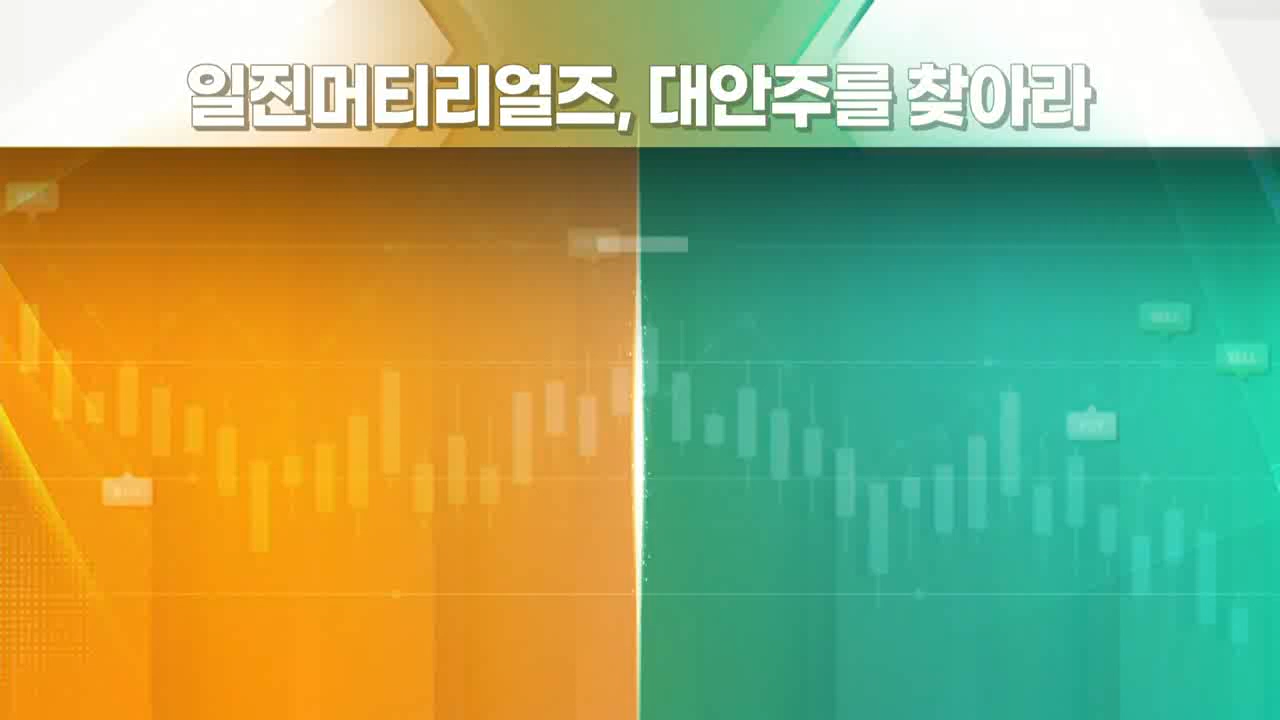 일진머티리얼즈, 대안주를 찾아라